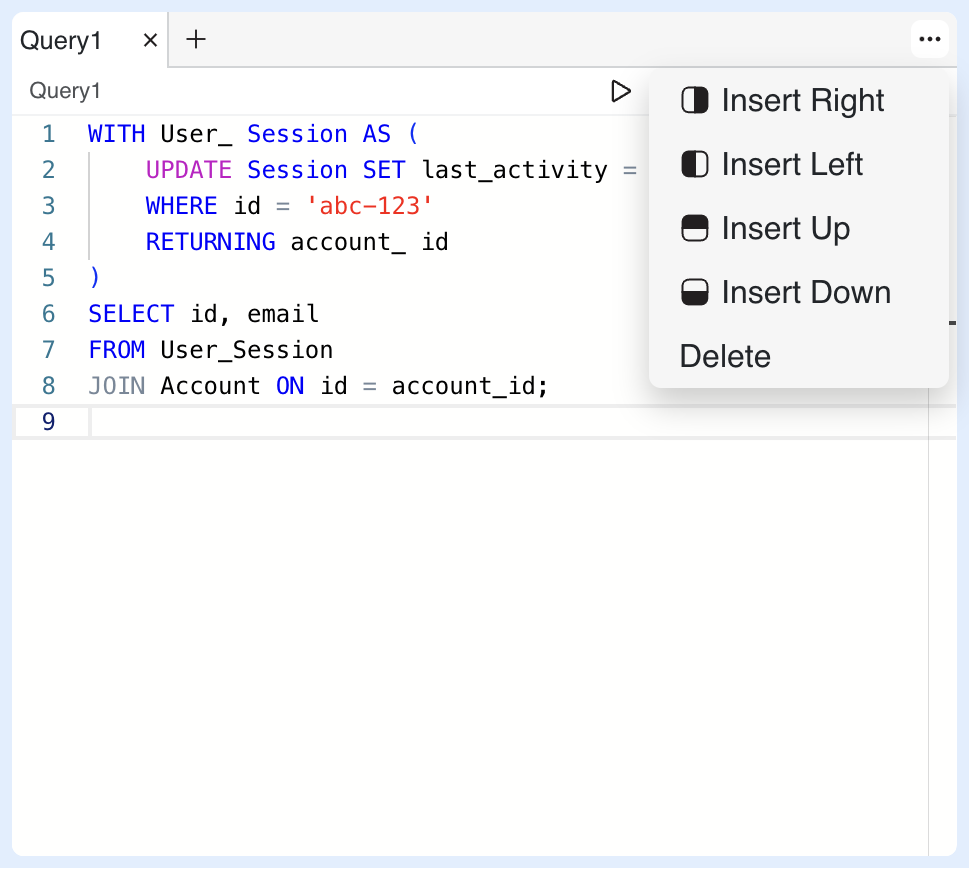 Query1 × +
Query1
Insert Right
Insert Left
Insert Up
Insert Down
Delete
1 WITH User_ Session AS (
2 UPDATE Session SET last_activity =
3 WHERE id = 'abc-123'
4 RETURNING account_ id
5 )
6 SELECT id, email
7 FROM User_Session
8 JOIN Account ON id = account_id;
9